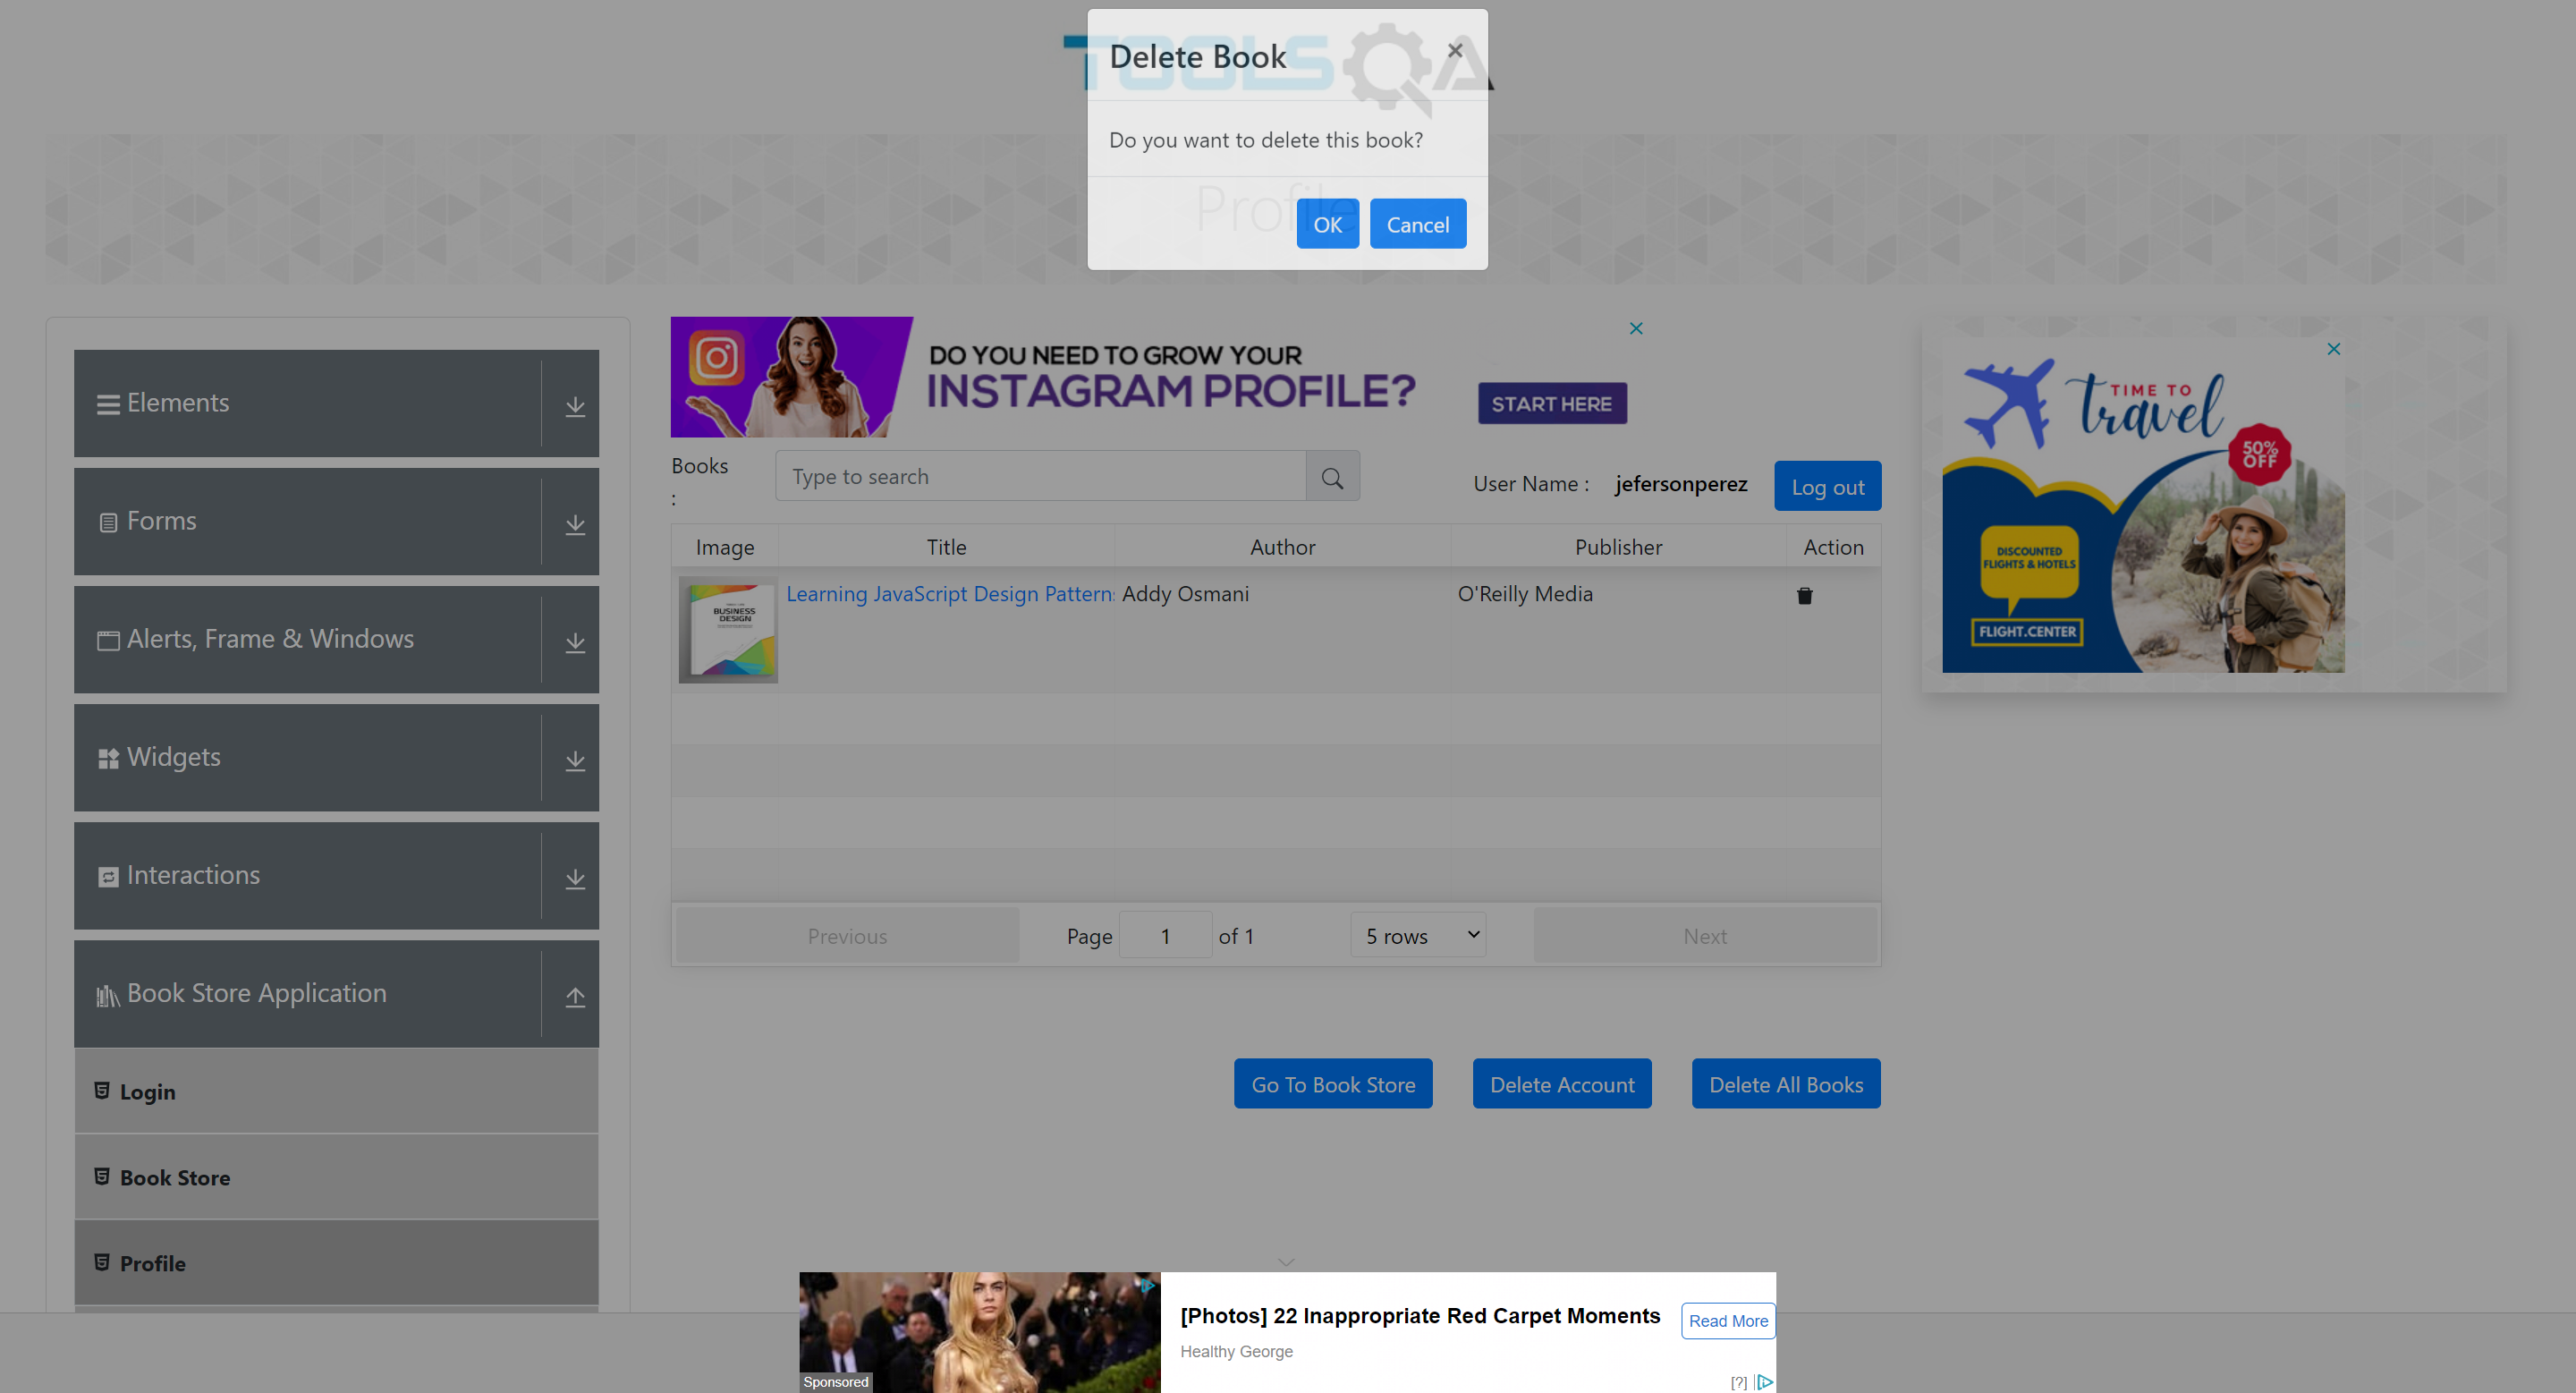 TOOLSQA
Delete Book ×
Do you want to delete this book?
Profile
OK Cancel
Elements
Forms
Alerts, Frame & Windows
Widgets
Interactions
Book Store Application
Login
Book Store
Profile
DO YOU NEED TO GROW YOUR
INSTAGRAM PROFILE?
START HERE
Books
:
Type to search
User Name : jefersonperez Log out
Image Title Author Publisher Action
BUSINESS
DESIGN
Learning JavaScript Design Pattern Addy Osmani O'Reilly Media
Previous Page 1 of 1 5 rows Next
Go To Book Store Delete Account Delete All Books
TIME TO
travel
50%
OFF
DISCOUNTED
FLIGHTS & HOTELS
FLIGHT.CENTER
[Photos] 22 Inappropriate Red Carpet Moments
Read More
Healthy George
Sponsored
[?]